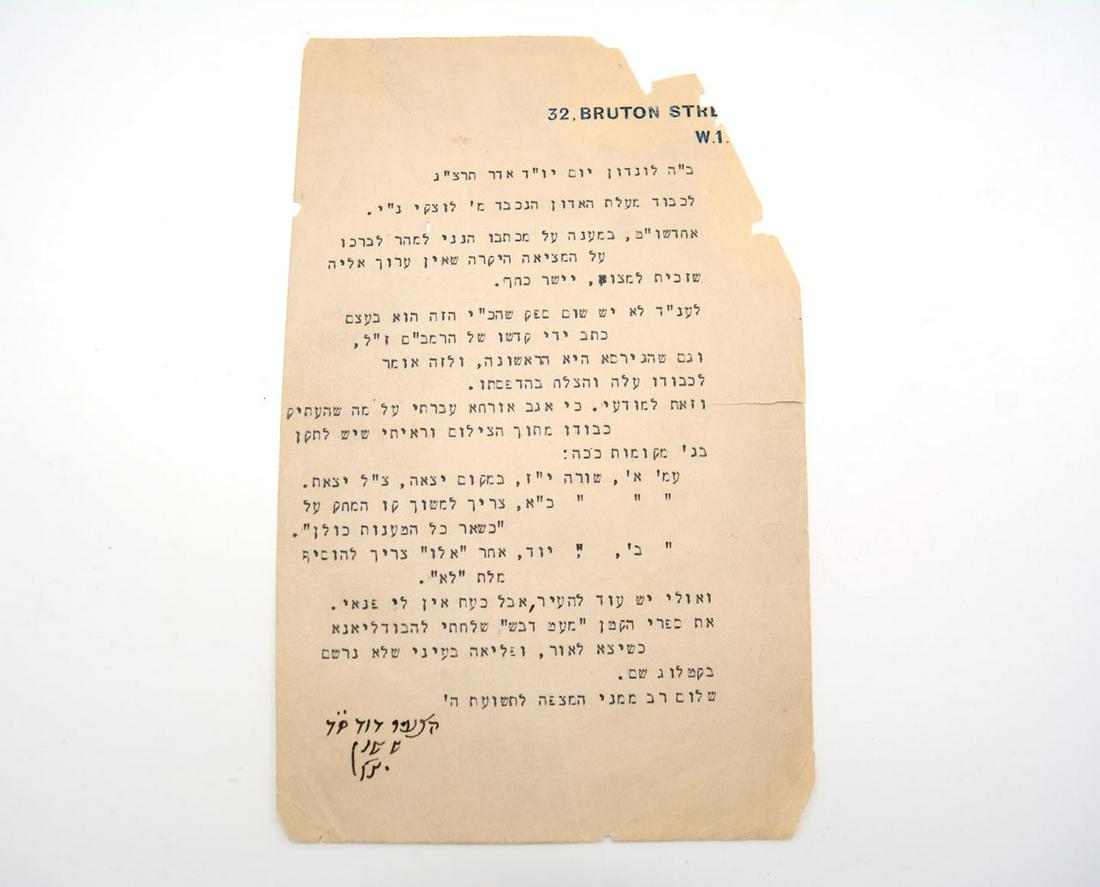 32, BRUTON STRE
W.1.
ב"ה לונדון יום יו"ד אדר תרצ"ג
לכבוד מעלת האדון הנכבד מ' לוצקי נ"י.
אחדשו"ט, במענה על מכתבו הנני למהר לברכו
על המציאה היקרה שאין ערוך אליה
שזכית למצוא, יישר כחך.
לענ"ד לא יש שום ספק שהכ"י הזה הוא בעצם
כתב ידי קדשו של הרמב"ם ז"ל,
וגם שהגירסא היא הראשונה, ולזה אומר
לכבודו עלה והצלח בהדפסתו.
וזאת למודעי. כי אגב אורחא עברתי על מה שהעתיק
כבודו מתוך הצילום וראיתי שיש לתקן
בג' מקומות ככה:
עמ' א', שורה י"ז, במקום יצאה, צ"ל יצאת.
" " " כ"א, צריך למשוך קו המחק על
"כשאר כל הטענות כולן".
" ב', " יוד, אחר "אלו" צריך להוסיף
מלת "לא".
ואולי יש עוד להעיר, אבל כעת אין לי פנאי.
את ספרי הקטן "מעט דבש" שלחתי להבודליאנא
כשיצא לאור, ופליאה בעיני שלא נרשם
בקטלוג שם.
שלום רב ממני המצפה לתשועת ה'
דוד
ששון